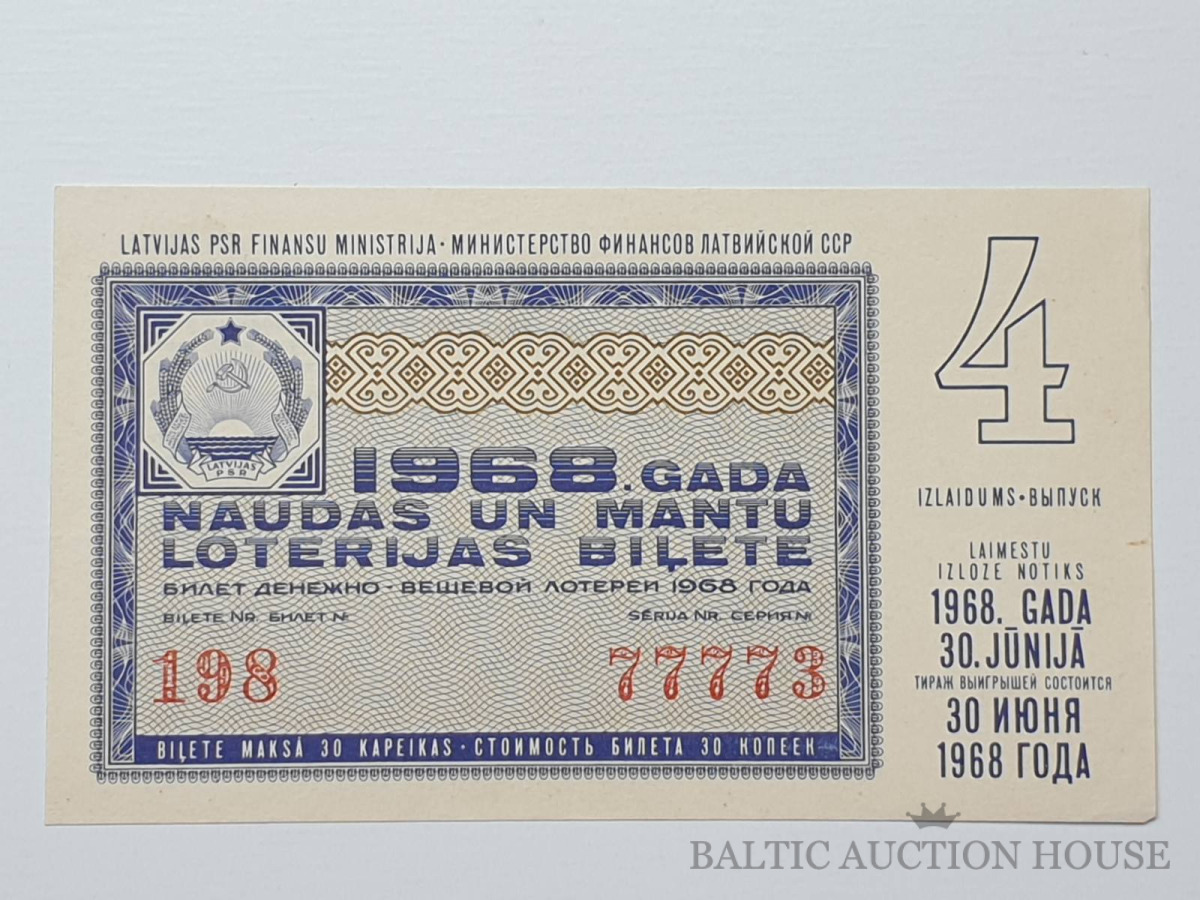 LATVIJAS PSR FINANSU MINISTRIJA · МИНИСТЕРСТВО ФИНАНСОВ ЛАТВИЙСКОЙ ССР
LATVIJAS
PSR
1968. GADA
NAUDAS UN MANTU
LOTERIJAS BIĻETE
БИЛЕТ ДЕНЕЖНО - ВЕЩЕВОЙ ЛОТЕРЕИ 1968 ГОДА
BIĻETE NR. БИЛЕТ № SĒRIJA NR. СЕРИЯ №
198 77773
BIĻETE MAKSĀ 30 KAPEIKAS · СТОИМОСТЬ БИЛЕТА 30 КОПЕЕК
4
IZLAIDUMS · ВЫПУСК
LAIMESTU
IZLOZE NOTIKS
1968. GADA
30. JŪNIJĀ
ТИРАЖ ВЫИГРЫШЕЙ СОСТОИТСЯ
30 ИЮНЯ
1968 ГОДА
BALTIC AUCTION HOUSE